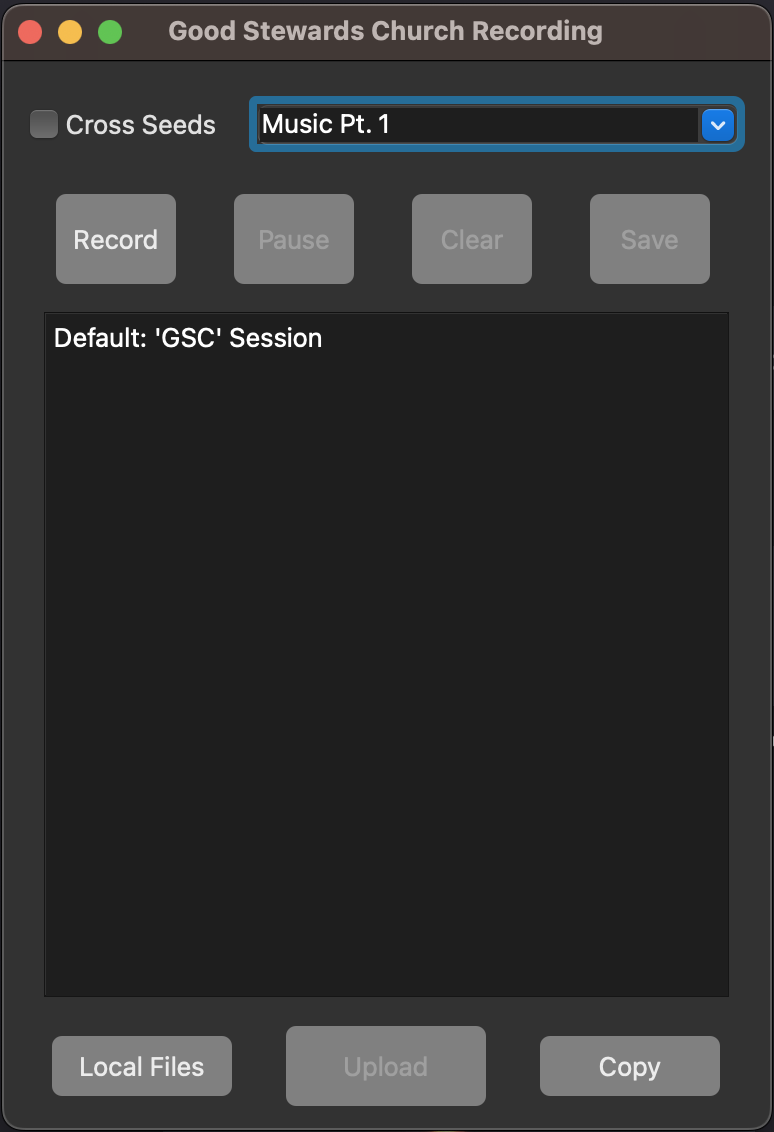 Good Stewards Church Recording
Cross Seeds
Music Pt. 1
Record
Pause
Clear
Save
Default: 'GSC' Session
Local Files
Upload
Copy